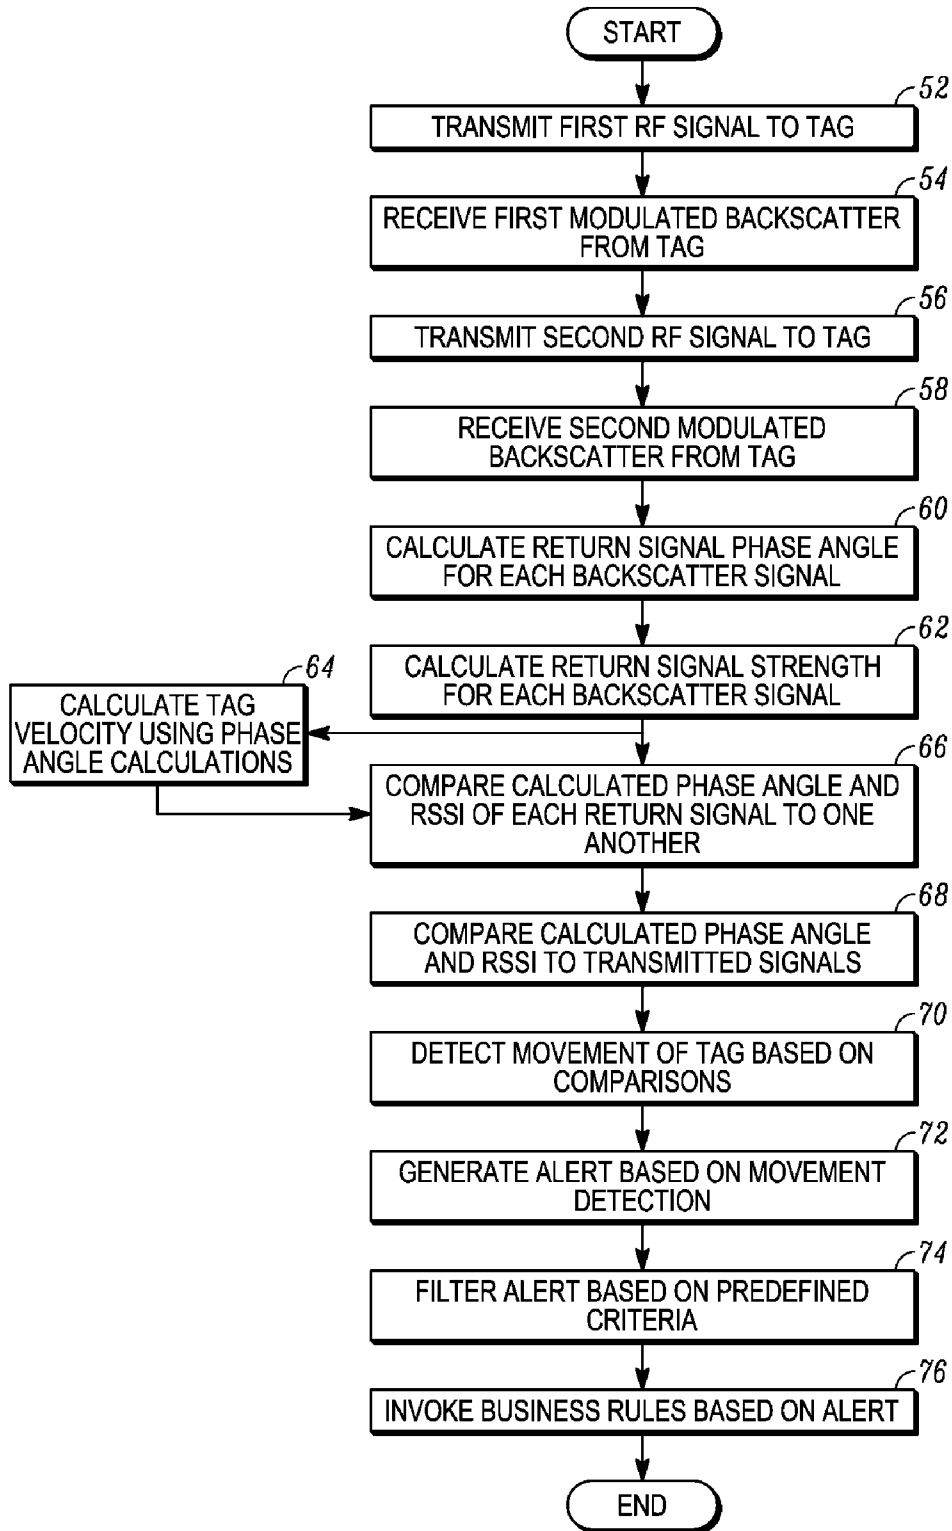 START
52
TRANSMIT FIRST RF SIGNAL TO TAG
54
RECEIVE FIRST MODULATED BACKSCATTER
FROM TAG
56
TRANSMIT SECOND RF SIGNAL TO TAG
58
RECEIVE SECOND MODULATED
BACKSCATTER FROM TAG
60
CALCULATE RETURN SIGNAL PHASE ANGLE
FOR EACH BACKSCATTER SIGNAL
62
CALCULATE RETURN SIGNAL STRENGTH
FOR EACH BACKSCATTER SIGNAL
64
CALCULATE TAG
VELOCITY USING PHASE
ANGLE CALCULATIONS
66
COMPARE CALCULATED PHASE ANGLE AND
RSSI OF EACH RETURN SIGNAL TO ONE
ANOTHER
68
COMPARE CALCULATED PHASE ANGLE
AND RSSI TO TRANSMITTED SIGNALS
70
DETECT MOVEMENT OF TAG BASED ON
COMPARISONS
72
GENERATE ALERT BASED ON MOVEMENT
DETECTION
74
FILTER ALERT BASED ON PREDEFINED
CRITERIA
76
INVOKE BUSINESS RULES BASED ON ALERT
END